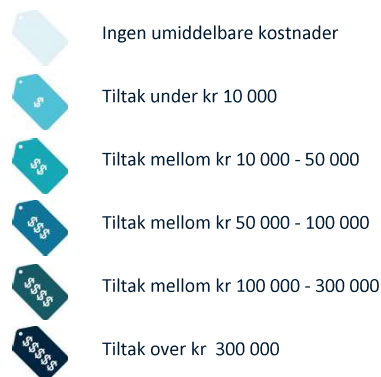 Ingen umiddelbare kostnader
$
Tiltak under kr 10 000
$$
Tiltak mellom kr 10 000 - 50 000
$$$
Tiltak mellom kr 50 000 - 100 000
$$$$
Tiltak mellom kr 100 000 - 300 000
$$$$$
Tiltak over kr  300 000